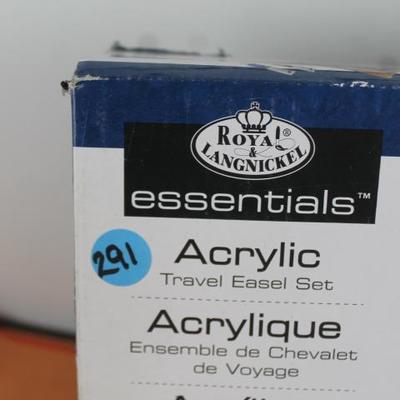 ROYAL®
&
LANGNICKEL
essentials™
291
Acrylic
Travel Easel Set
Acrylique
Ensemble de Chevalet
de Voyage